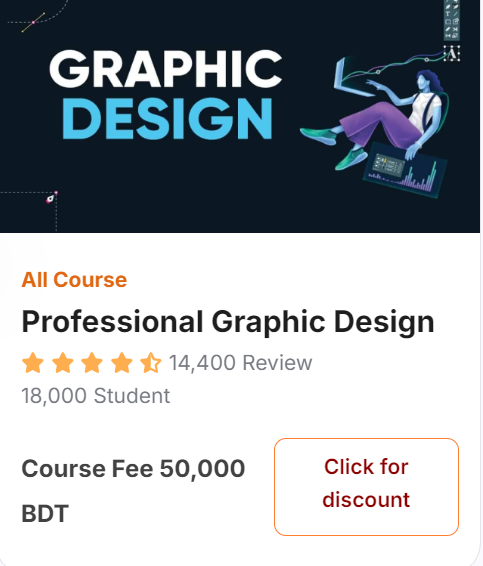 GRAPHIC
DESIGN
All Course
Professional Graphic Design
14,400 Review
18,000 Student
Course Fee 50,000
BDT
Click for
discount